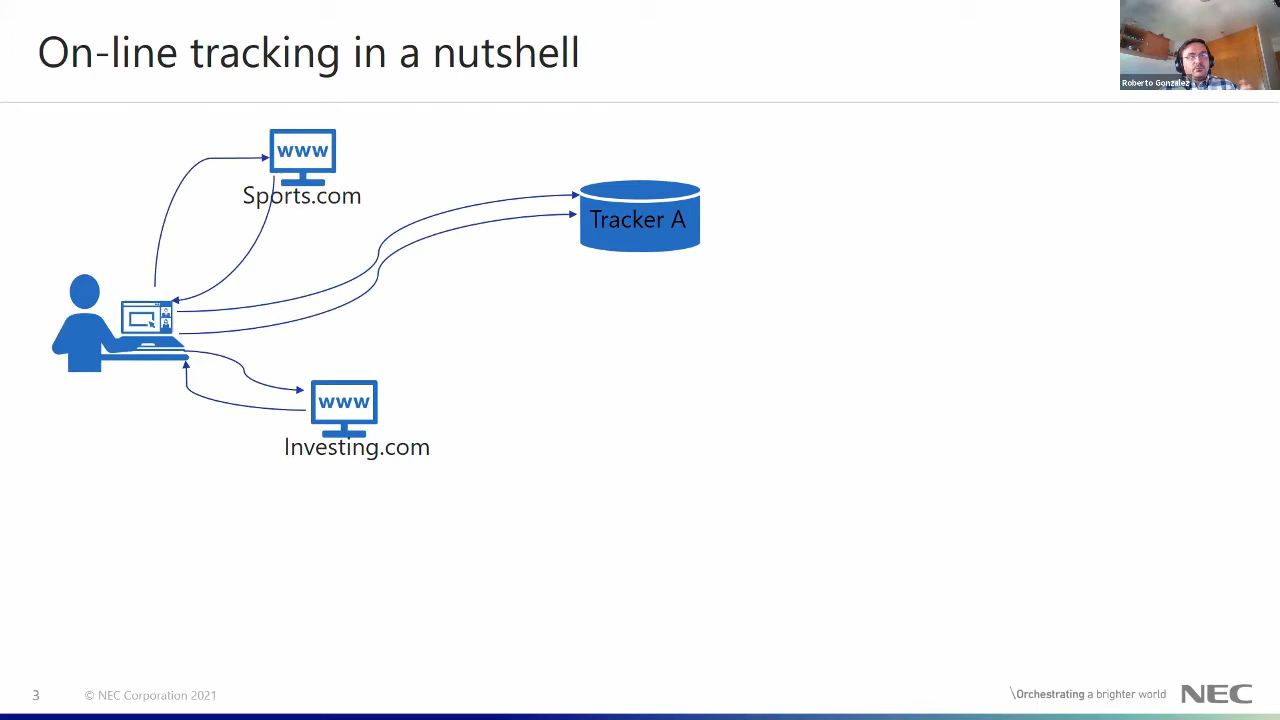 On-line tracking in a nutshell
Roberto Gonzalez
www
Sports.com
Tracker A
www
Investing.com
3
© NEC Corporation 2021
\Orchestrating a brighter world
NEC